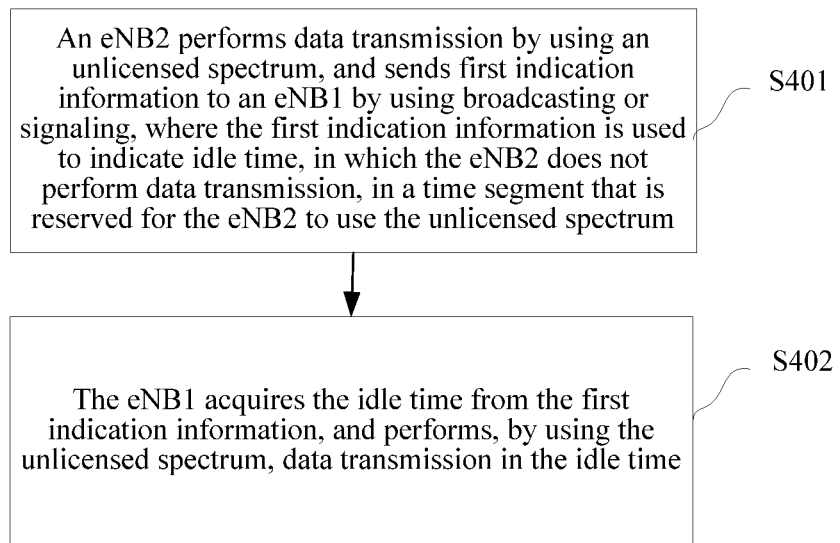 An eNB2 performs data transmission by using an
unlicensed spectrum, and sends first indication
information to an eNB1 by using broadcasting or
signaling, where the first indication information is used
to indicate idle time, in which the eNB2 does not
perform data transmission, in a time segment that is
reserved for the eNB2 to use the unlicensed spectrum
S401
The eNB1 acquires the idle time from the first
indication information, and performs, by using the
unlicensed spectrum, data transmission in the idle time
S402